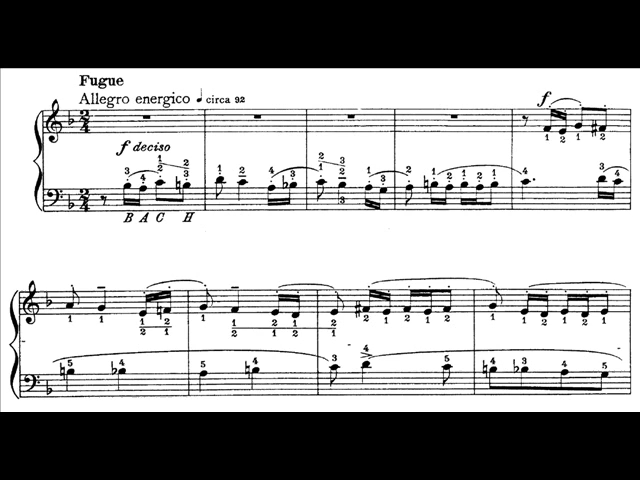 Fugue
Allegro energico ♩ circa 92
f
f deciso
B A C H